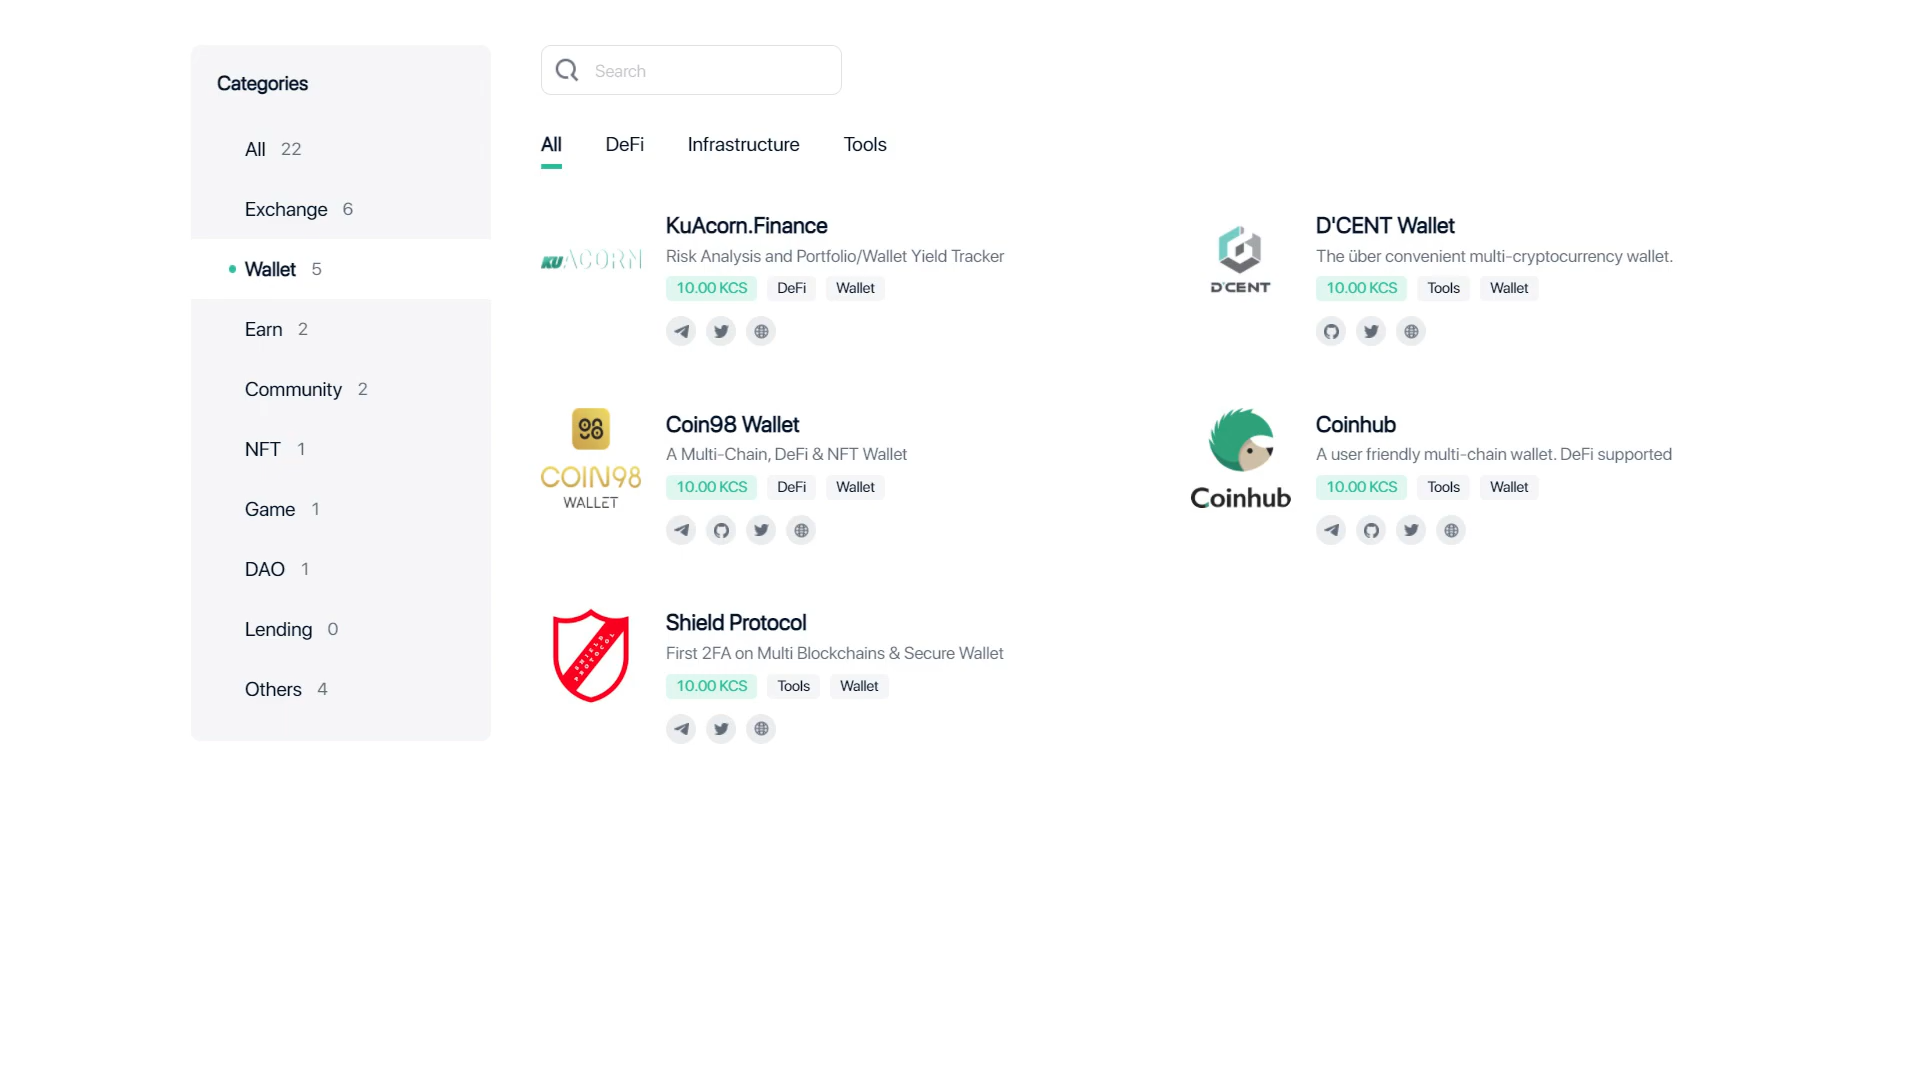 Categories
All 22
Exchange 6
Wallet 5
Earn 2
Community 2
NFT 1
Game 1
DAO 1
Lending 0
Others 4
Search
All DeFi Infrastructure Tools
KUACORN
KuAcorn.Finance
Risk Analysis and Portfolio/Wallet Yield Tracker
10.00 KCS DeFi Wallet
D'CENT
D'CENT Wallet
The über convenient multi-cryptocurrency wallet.
10.00 KCS Tools Wallet
98
COIN98
WALLET
Coin98 Wallet
A Multi-Chain, DeFi & NFT Wallet
10.00 KCS DeFi Wallet
Coinhub
Coinhub
A user friendly multi-chain wallet. DeFi supported
10.00 KCS Tools Wallet
SHIELD
PROTOCOL
Shield Protocol
First 2FA on Multi Blockchains & Secure Wallet
10.00 KCS Tools Wallet